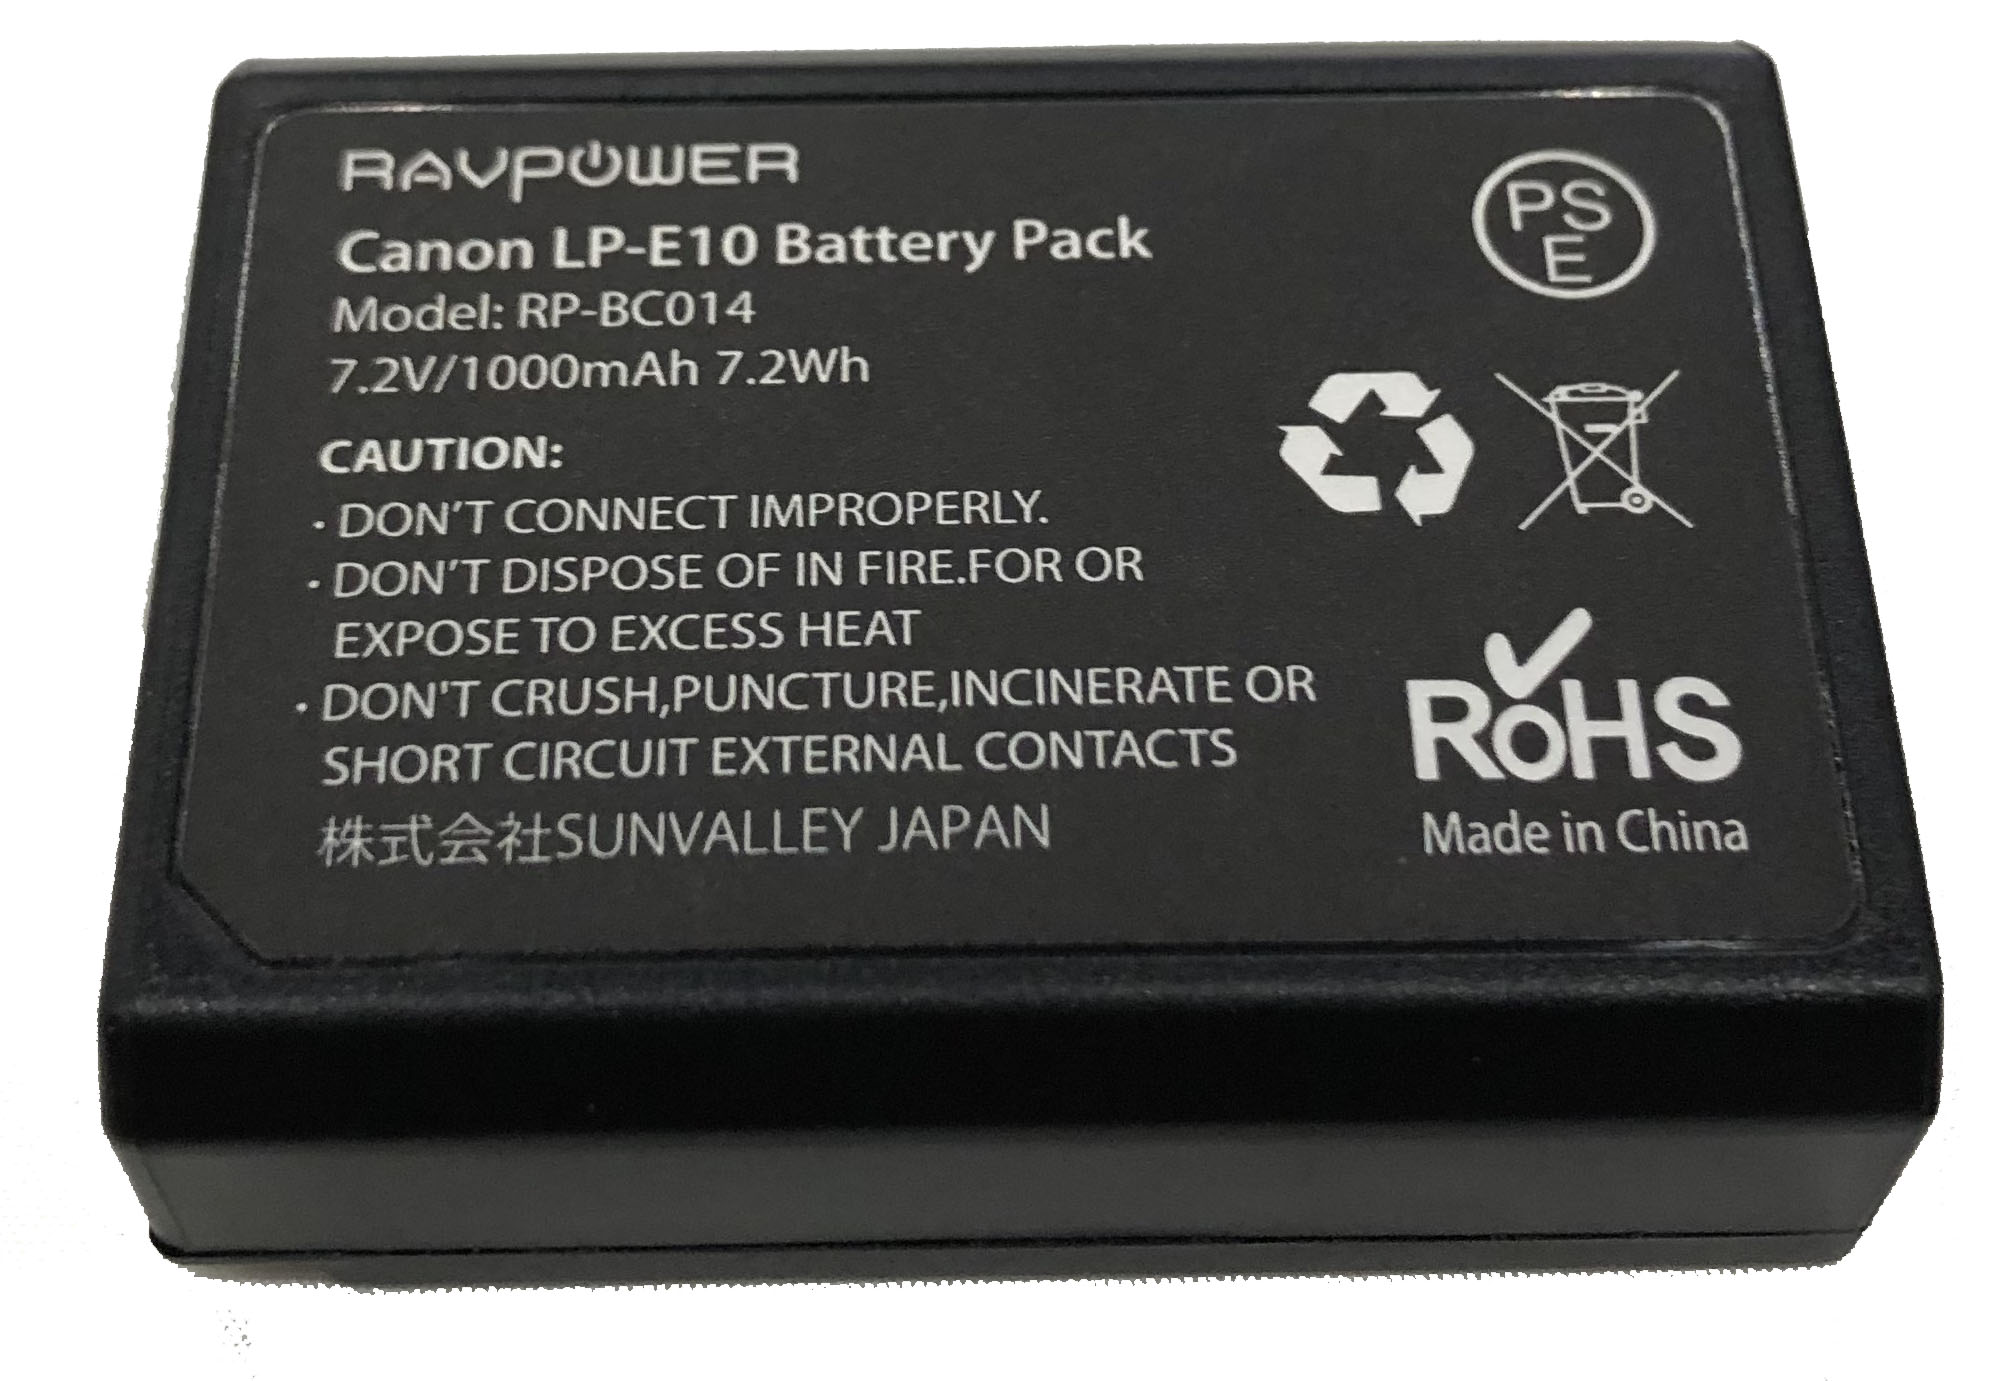 RAVPOWER
Canon LP-E10 Battery Pack
Model: RP-BC014
7.2V/1000mAh 7.2Wh
CAUTION:
· DON'T CONNECT IMPROPERLY.
· DON'T DISPOSE OF IN FIRE.FOR OR
EXPOSE TO EXCESS HEAT
· DON'T CRUSH,PUNCTURE,INCINERATE OR
SHORT CIRCUIT EXTERNAL CONTACTS
株式会社SUNVALLEY JAPAN
PS
E
RoHS
Made in China